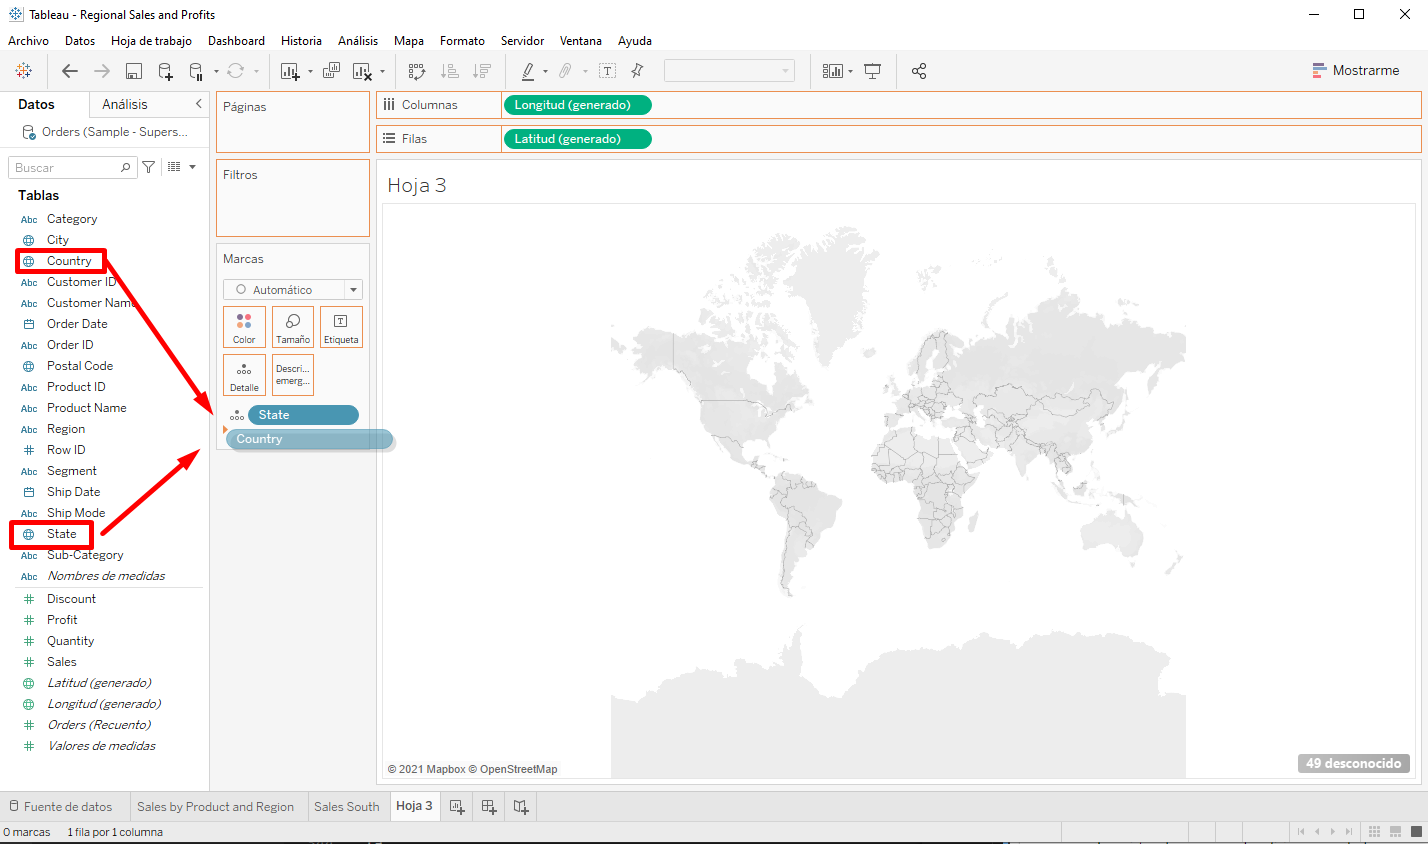 Tableau - Regional Sales and Profits
Archivo Datos Hoja de trabajo Dashboard Historia Análisis Mapa Formato Servidor Ventana Ayuda
Mostrarme
Datos Análisis
Orders (Sample - Supers...
Buscar
Tablas
Abc Category
City
Country
Abc Customer ID
Abc Customer Name
Order Date
Abc Order ID
Postal Code
Abc Product ID
Abc Product Name
Abc Region
Row ID
Abc Segment
Ship Date
Abc Ship Mode
State
Abc Sub-Category
Abc Nombres de medidas
Discount
Profit
Quantity
Sales
Latitud (generado)
Longitud (generado)
Orders (Recuento)
Valores de medidas
Páginas
Filtros
Marcas
Automático
Color Tamaño Etiqueta
Detalle
Descri...
emerg...
State
Country
Columnas Longitud (generado)
Filas Latitud (generado)
Hoja 3
© 2021 Mapbox © OpenStreetMap
49 desconocido
Fuente de datos Sales by Product and Region Sales South Hoja 3
0 marcas 1 fila por 1 columna